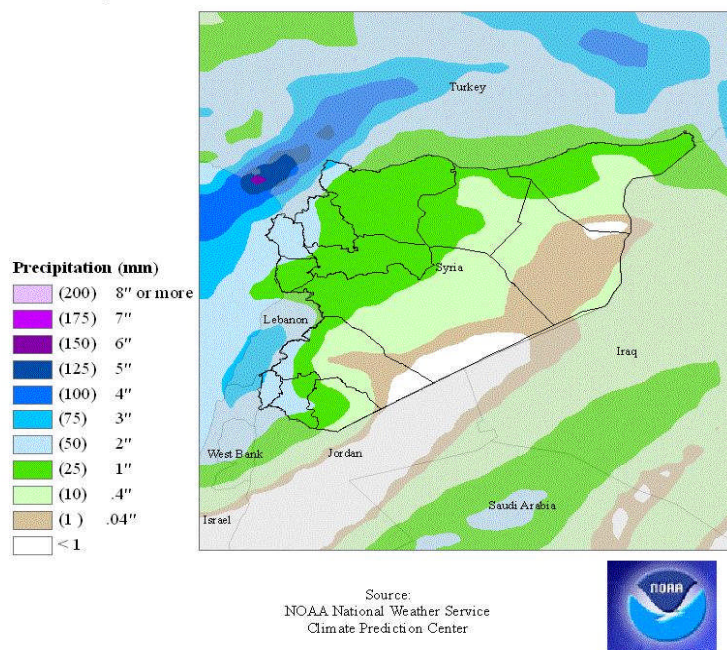 Turkey
Syria
Lebanon
Iraq
West Bank
Jordan
Israel
Saudi Arabia
Precipitation (mm)
(200) 8" or more
(175) 7"
(150) 6"
(125) 5"
(100) 4"
(75) 3"
(50) 2"
(25) 1"
(10) .4"
(1 ) .04"
< 1
Source:
NOAA National Weather Service
Climate Prediction Center
NOAA